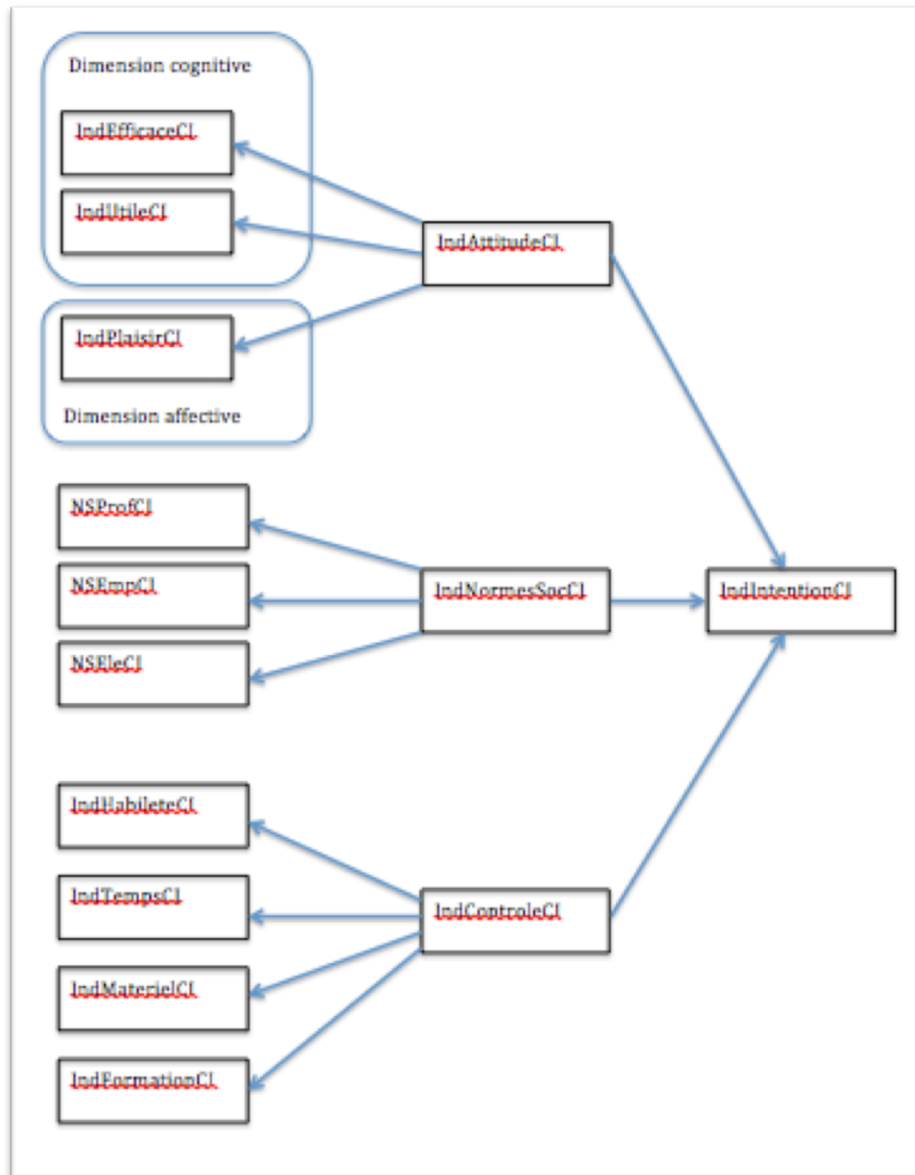 Dimension cognitive
IndEfficaceCI
IndUtileCI
IndAttitudeCI
IndPlaisirCI
Dimension affective
NSProfCI
NSEmpCI
IndNormesSocCI
IndIntentionCI
NSEleCI
IndHabileteCI
IndTempsCI
IndControleCI
IndMaterielCI
IndFormationCI